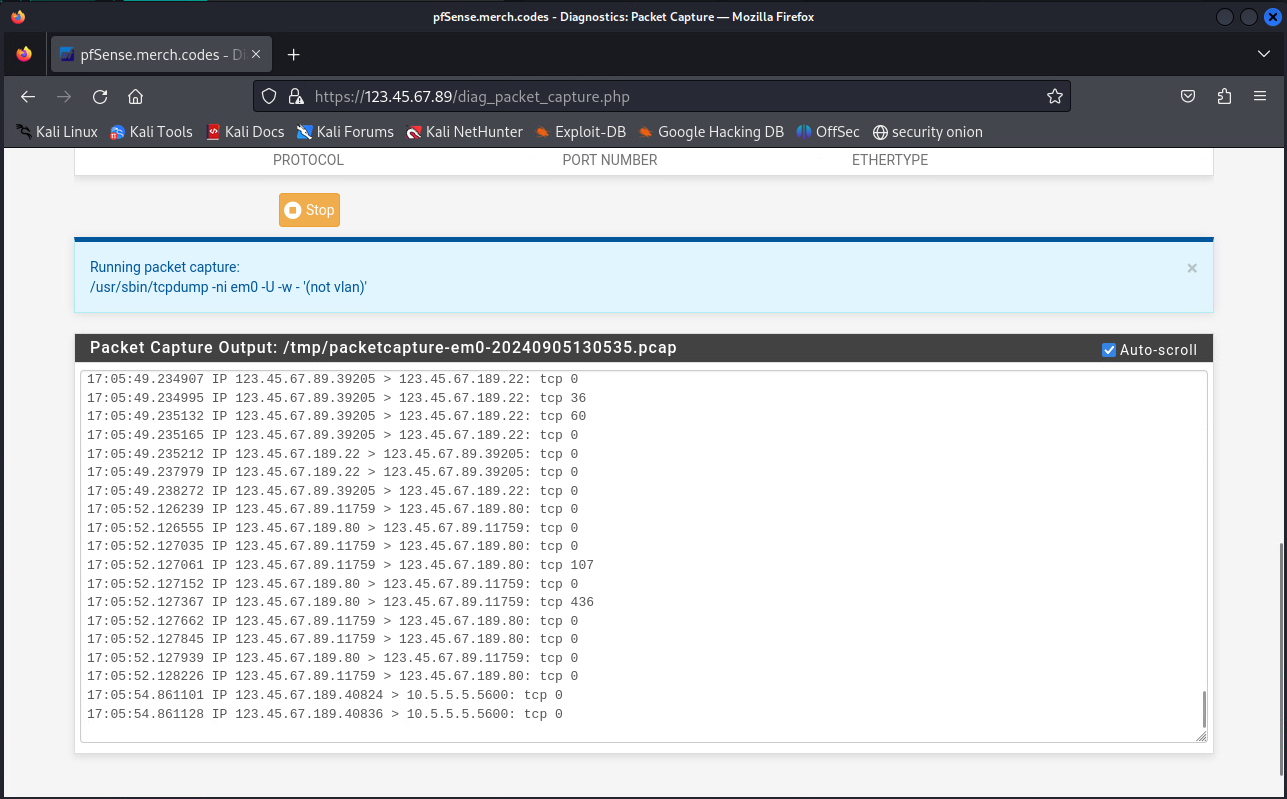 pfSense.merch.codes - Diagnostics: Packet Capture — Mozilla Firefox
pfSense.merch.codes - Di
https://123.45.67.89/diag_packet_capture.php
Kali Linux Kali Tools Kali Docs Kali Forums Kali NetHunter Exploit-DB Google Hacking DB OffSec security onion
PROTOCOL PORT NUMBER ETHERTYPE
Stop
Running packet capture:
/usr/sbin/tcpdump -ni em0 -U -w - '(not vlan)'
×
Packet Capture Output: /tmp/packetcapture-em0-20240905130535.pcap Auto-scroll
17:05:49.234907 IP 123.45.67.89.39205 > 123.45.67.189.22: tcp 0
17:05:49.234995 IP 123.45.67.89.39205 > 123.45.67.189.22: tcp 36
17:05:49.235132 IP 123.45.67.89.39205 > 123.45.67.189.22: tcp 60
17:05:49.235165 IP 123.45.67.89.39205 > 123.45.67.189.22: tcp 0
17:05:49.235212 IP 123.45.67.189.22 > 123.45.67.89.39205: tcp 0
17:05:49.237979 IP 123.45.67.189.22 > 123.45.67.89.39205: tcp 0
17:05:49.238272 IP 123.45.67.89.39205 > 123.45.67.189.22: tcp 0
17:05:52.126239 IP 123.45.67.89.11759 > 123.45.67.189.80: tcp 0
17:05:52.126555 IP 123.45.67.189.80 > 123.45.67.89.11759: tcp 0
17:05:52.127035 IP 123.45.67.89.11759 > 123.45.67.189.80: tcp 0
17:05:52.127061 IP 123.45.67.89.11759 > 123.45.67.189.80: tcp 107
17:05:52.127152 IP 123.45.67.189.80 > 123.45.67.89.11759: tcp 0
17:05:52.127367 IP 123.45.67.189.80 > 123.45.67.89.11759: tcp 436
17:05:52.127662 IP 123.45.67.89.11759 > 123.45.67.189.80: tcp 0
17:05:52.127845 IP 123.45.67.89.11759 > 123.45.67.189.80: tcp 0
17:05:52.127939 IP 123.45.67.189.80 > 123.45.67.89.11759: tcp 0
17:05:52.128226 IP 123.45.67.89.11759 > 123.45.67.189.80: tcp 0
17:05:54.861101 IP 123.45.67.189.40824 > 10.5.5.5.5600: tcp 0
17:05:54.861128 IP 123.45.67.189.40836 > 10.5.5.5.5600: tcp 0